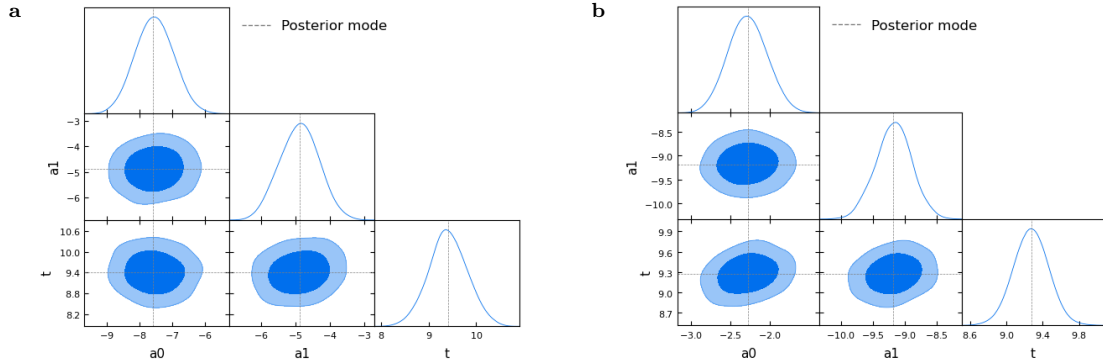 a
Posterior mode
−3
−4
−5
−6
a1
10.6
10.0
9.4
8.8
8.2
t
−9 −8 −7 −6
−6 −5 −4 −3
8 9 10
a0 a1 t
b
Posterior mode
−8.5
−9.0
−9.5
−10.0
a1
9.9
9.6
9.3
9.0
8.7
t
−3.0 −2.5 −2.0
−10.0 −9.5 −9.0 −8.5
8.6 9.0 9.4 9.8
a0 a1 t